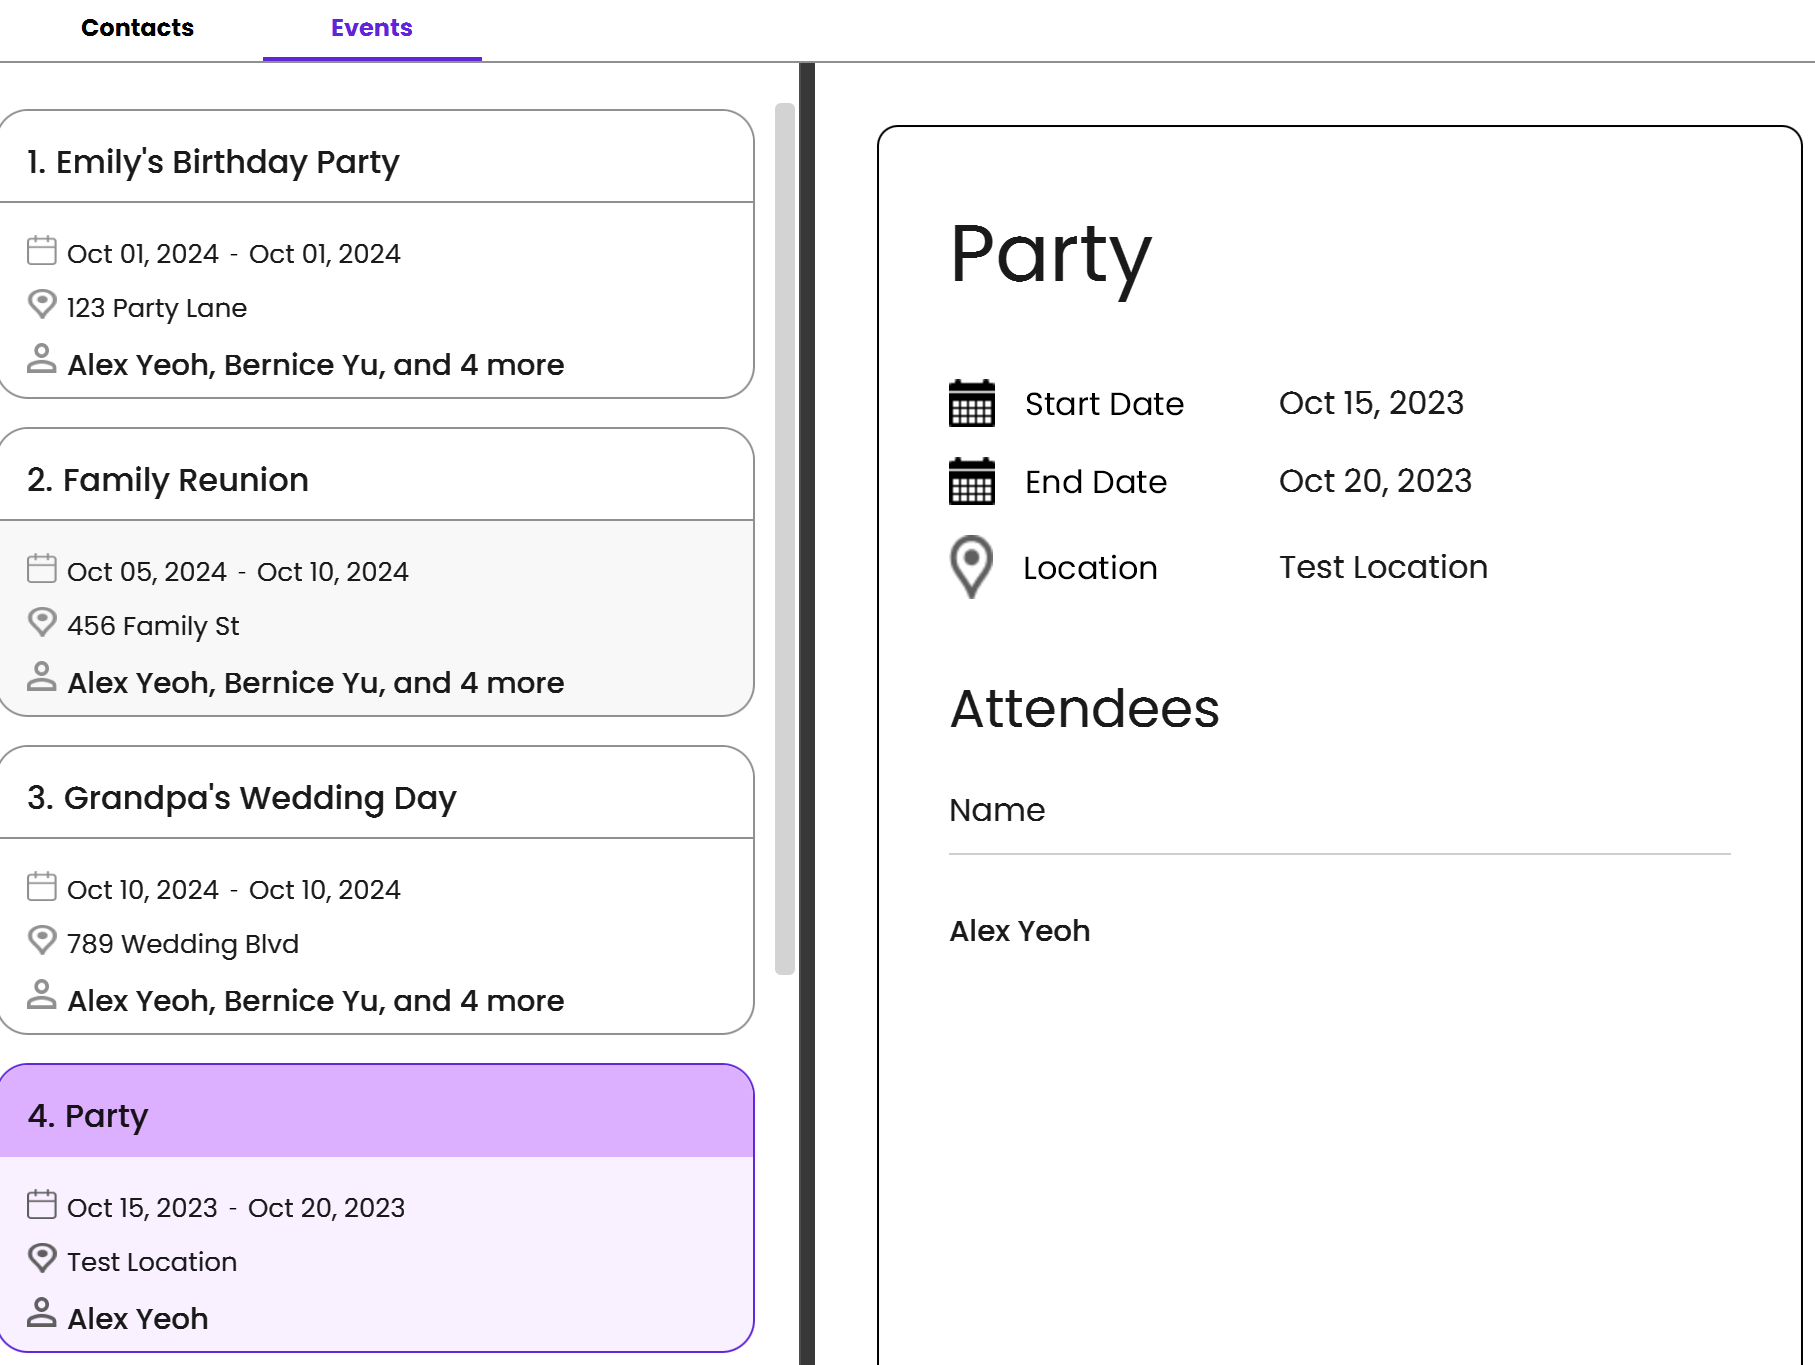 Contacts
Events
1. Emily's Birthday Party
Oct 01, 2024 - Oct 01, 2024
123 Party Lane
Alex Yeoh, Bernice Yu, and 4 more
2. Family Reunion
Oct 05, 2024 - Oct 10, 2024
456 Family St
Alex Yeoh, Bernice Yu, and 4 more
3. Grandpa's Wedding Day
Oct 10, 2024 - Oct 10, 2024
789 Wedding Blvd
Alex Yeoh, Bernice Yu, and 4 more
4. Party
Oct 15, 2023 - Oct 20, 2023
Test Location
Alex Yeoh
Party
Start Date Oct 15, 2023
End Date Oct 20, 2023
Location Test Location
Attendees
Name
Alex Yeoh